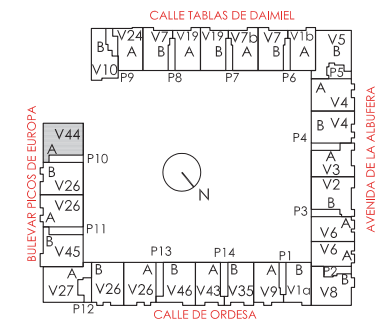 CALLE TABLAS DE DAIMIEL
V24 V7 V19 V19 V7b V1b V5
B A B A B A B A B
V10 P9 P8 P7 P6 P5
A
V4
B V4
P4
A
V3
V2
B
P3
V6
A
V6
A
P2
B
V8
AVENIDA DE LA ALBUFERA
BULEVAR PICOS DE EUROPA
V44
A
P10
B
V26
V26
A
P11
B
V45
N
P13 P14 P1
A B A B A B A B
V27 V26 V26 V46 V43 V35 V9 V1a
P12
CALLE DE ORDESA